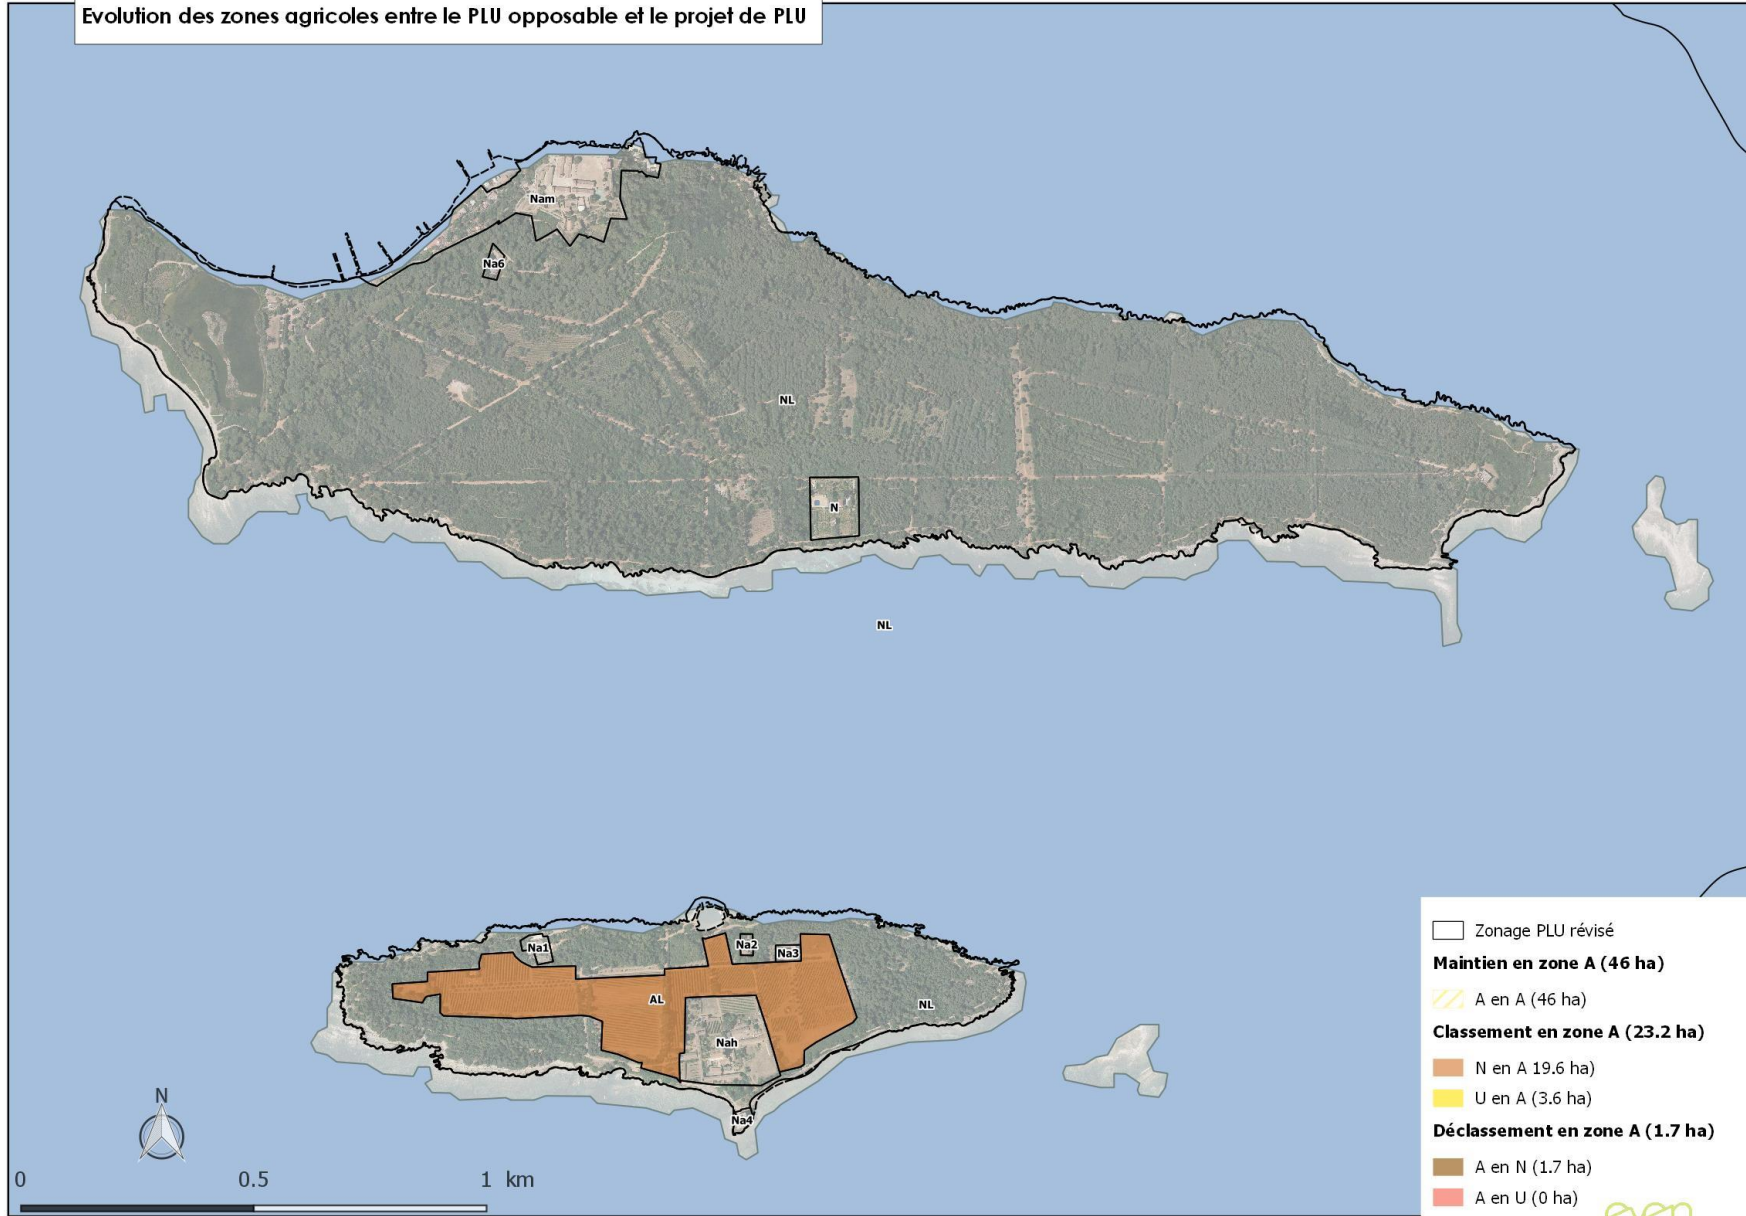 Evolution des zones agricoles entre le PLU opposable et le projet de PLU
Nam
Na6
NL
N
NL
Na1
Na2
Na3
AL
NL
Nah
Na4
N
0 0.5 1 km
Zonage PLU révisé
Maintien en zone A (46 ha)
A en A (46 ha)
Classement en zone A (23.2 ha)
N en A 19.6 ha)
U en A (3.6 ha)
Déclassement en zone A (1.7 ha)
A en N (1.7 ha)
A en U (0 ha)
even